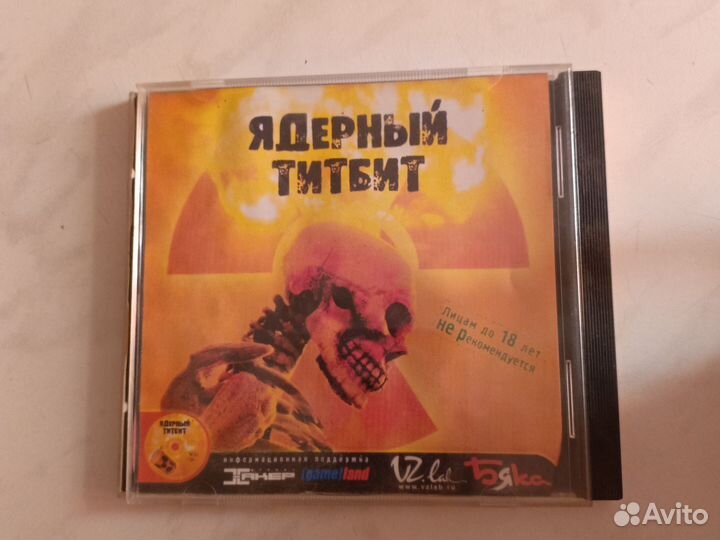 ЯДЕРНЫЙ
ТИТБИТ
Лицам до 18 лет
не рекомендуется
ЯДЕРНЫЙ
ТИТБИТ
информационная поддержка
ХАКЕР
(game)land
VZ.lab
www.vzlab.ru
Бяка
Avito